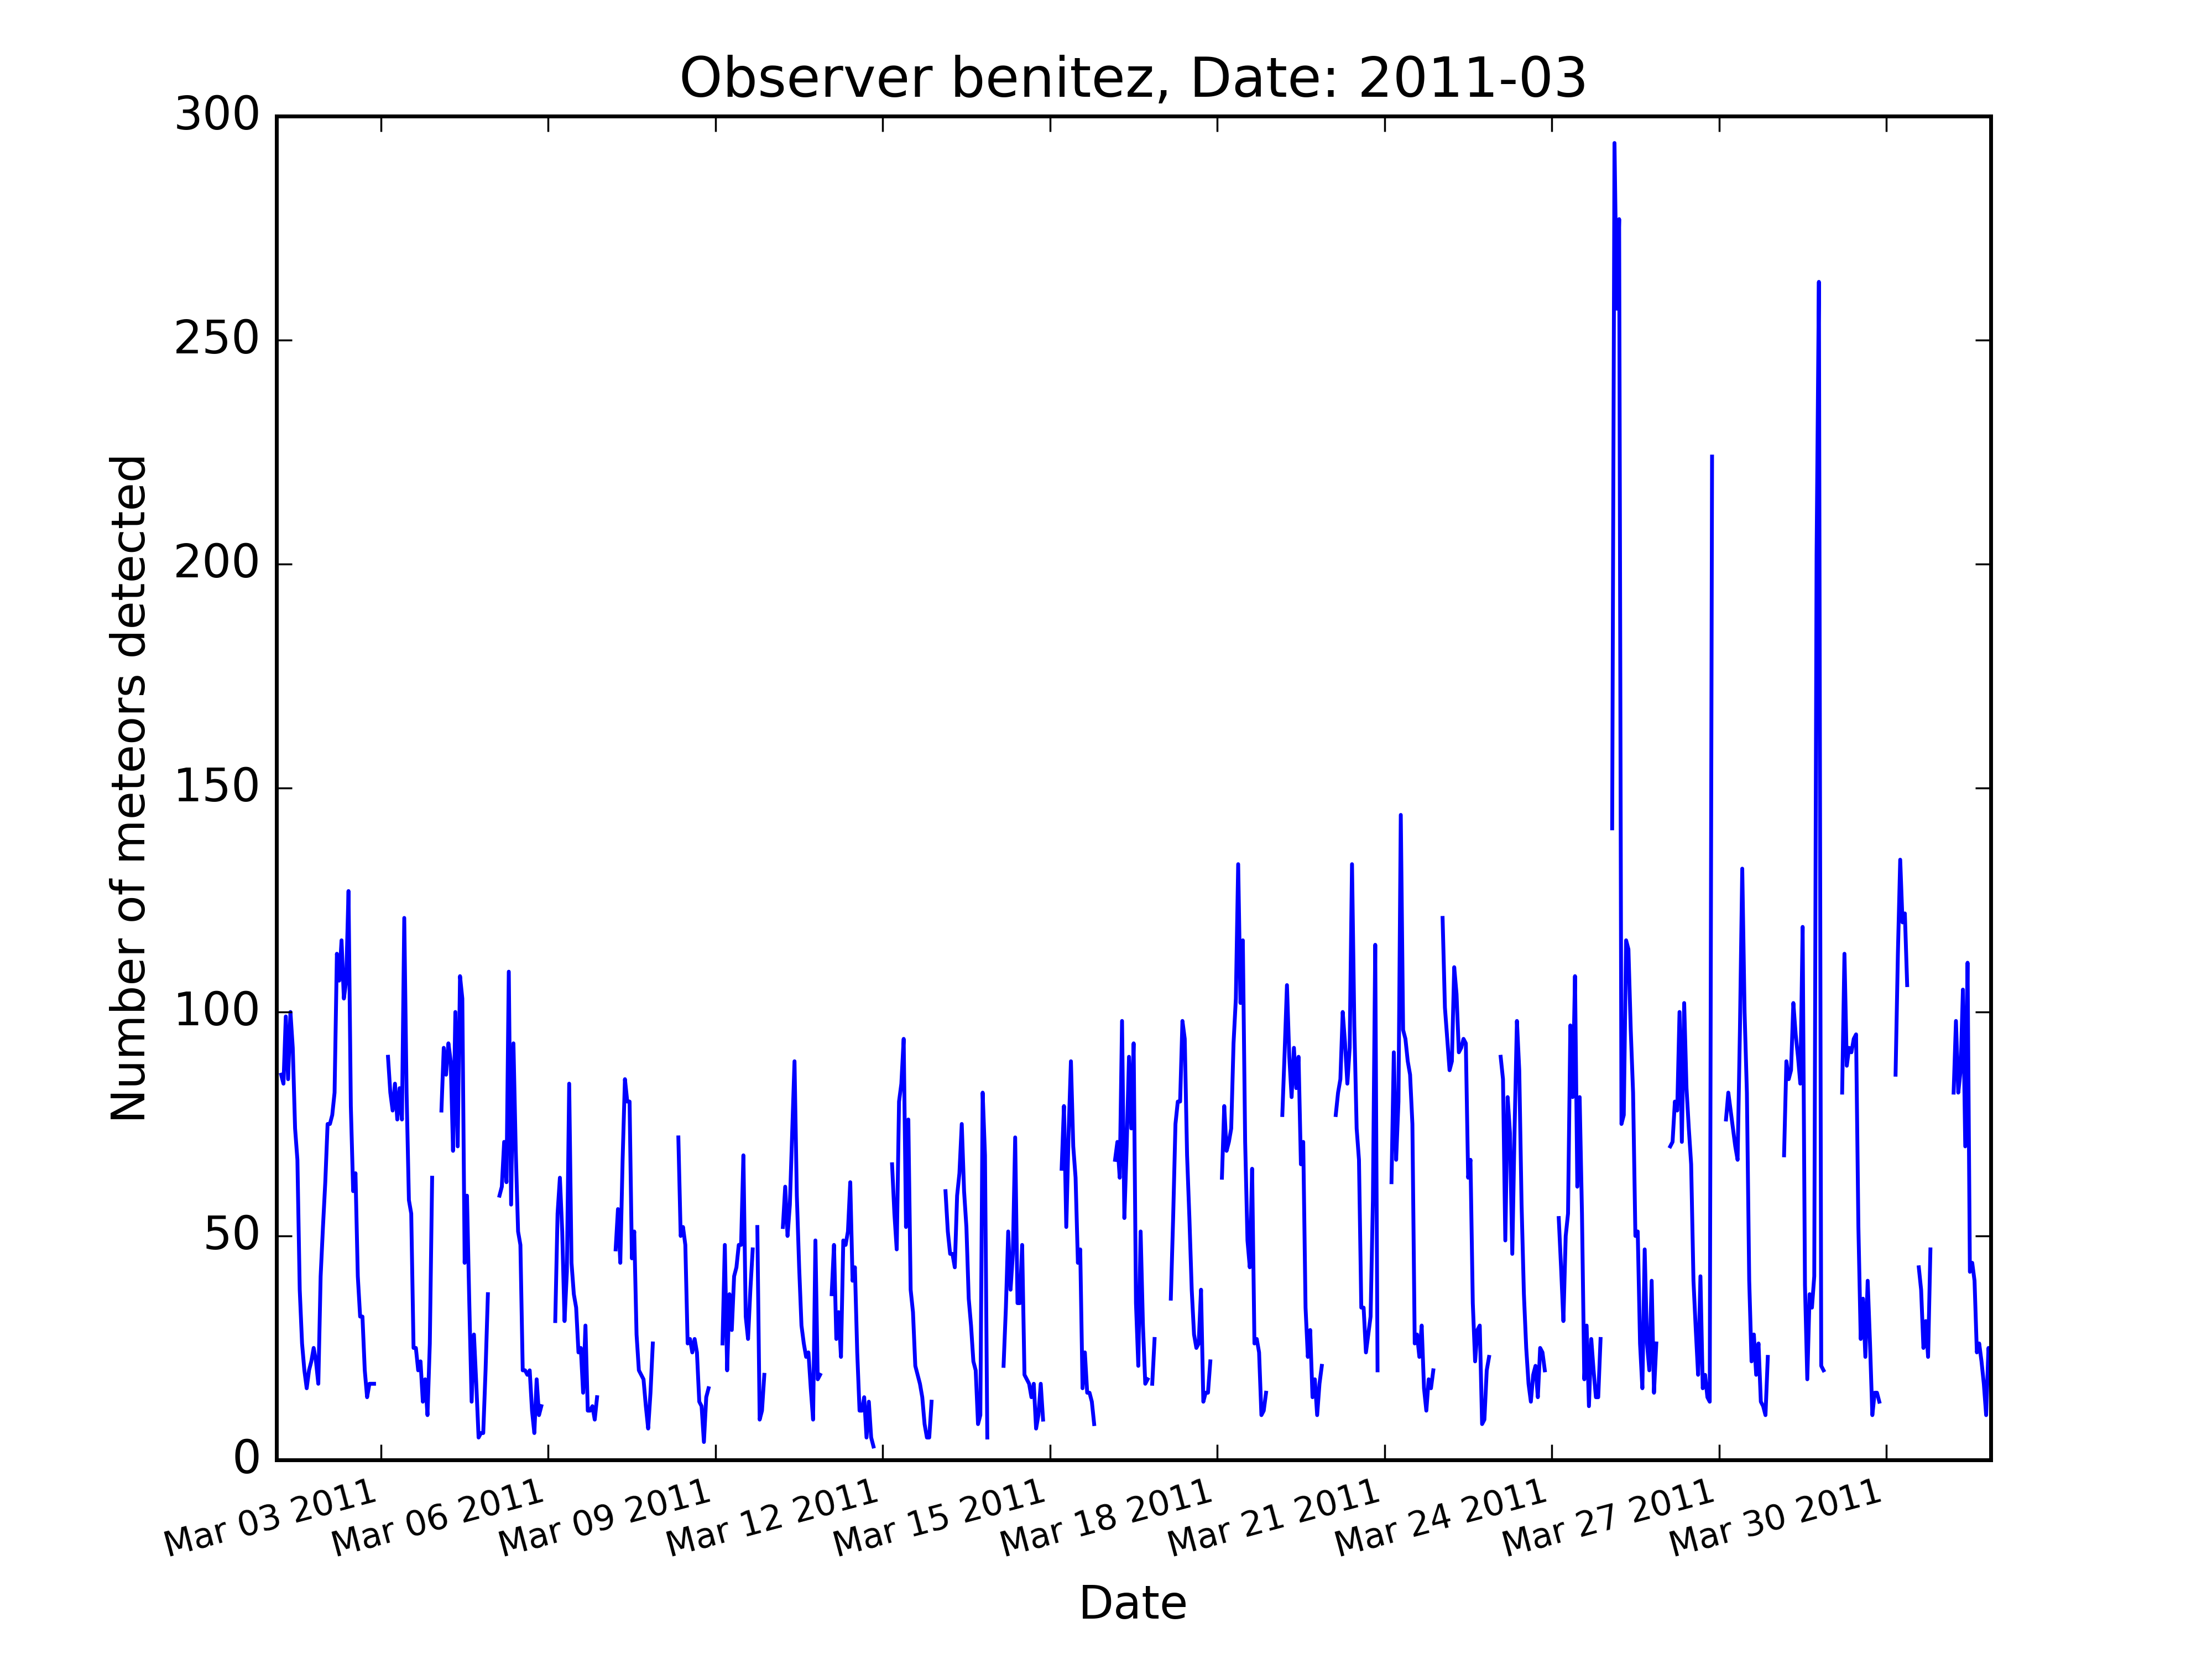 Observer benitez, Date: 2011-03
Number of meteors detected
300
250
200
150
100
50
0
Mar 03 2011
Mar 06 2011
Mar 09 2011
Mar 12 2011
Mar 15 2011
Mar 18 2011
Mar 21 2011
Mar 24 2011
Mar 27 2011
Mar 30 2011
Date